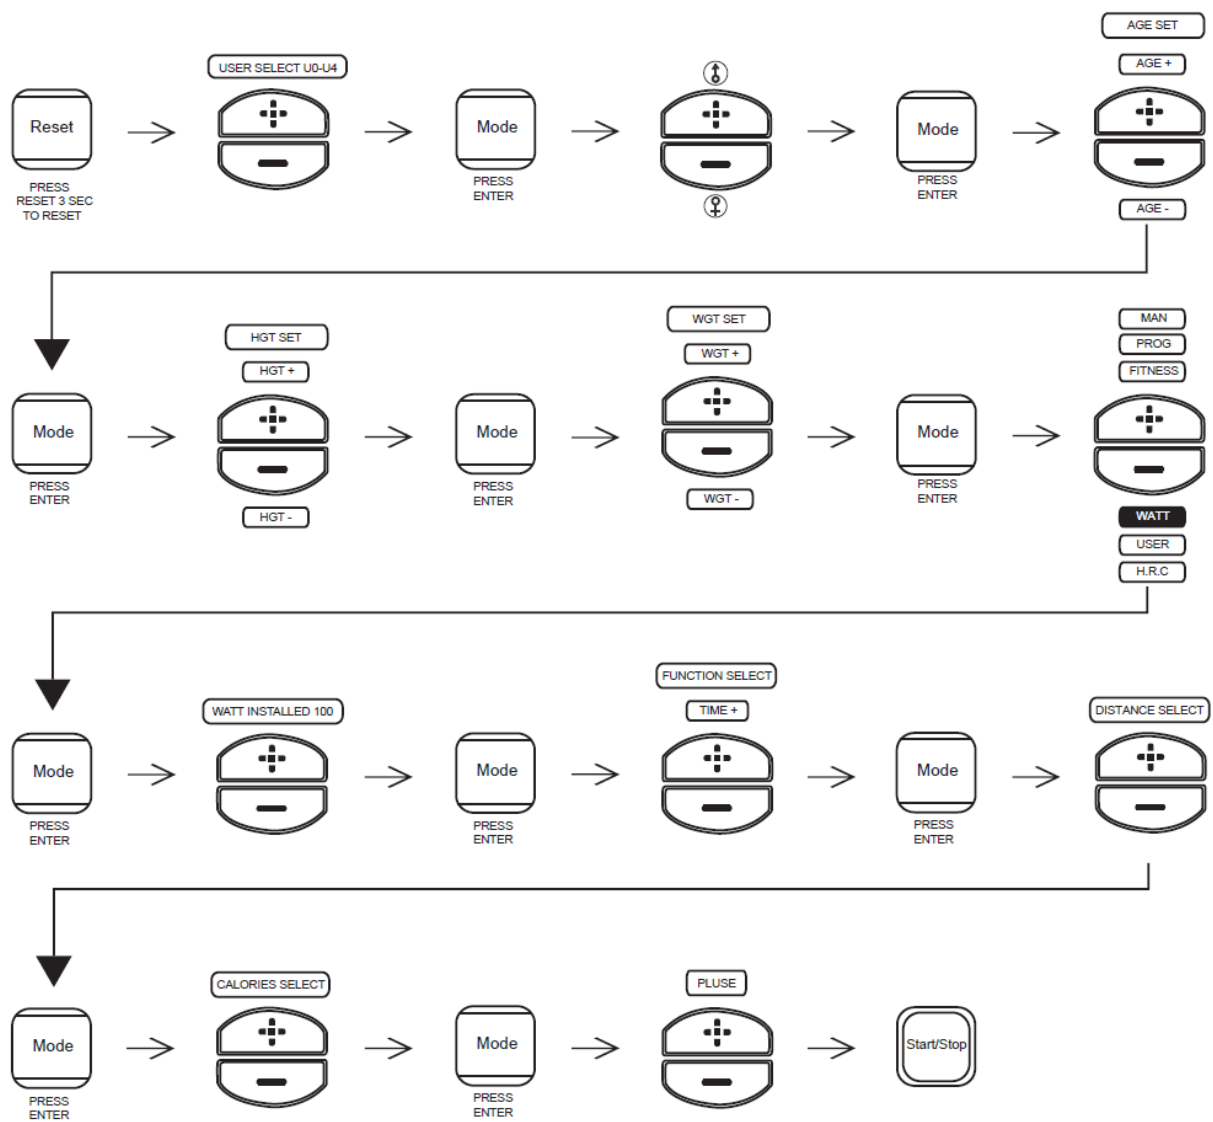 USER SELECT U0-U4
AGE SET
AGE +
Reset
Mode
Mode
PRESS
RESET 3 SEC
TO RESET
PRESS
ENTER
PRESS
ENTER
AGE -
HGT SET
HGT +
WGT SET
WGT +
MAN
PROG
FITNESS
Mode
Mode
Mode
PRESS
ENTER
PRESS
ENTER
PRESS
ENTER
HGT -
WGT -
WATT
USER
H.R.C
WATT INSTALLED 100
FUNCTION SELECT
TIME +
DISTANCE SELECT
Mode
Mode
Mode
PRESS
ENTER
PRESS
ENTER
PRESS
ENTER
CALORIES SELECT
PLUSE
Mode
Mode
Start/Stop
PRESS
ENTER
PRESS
ENTER